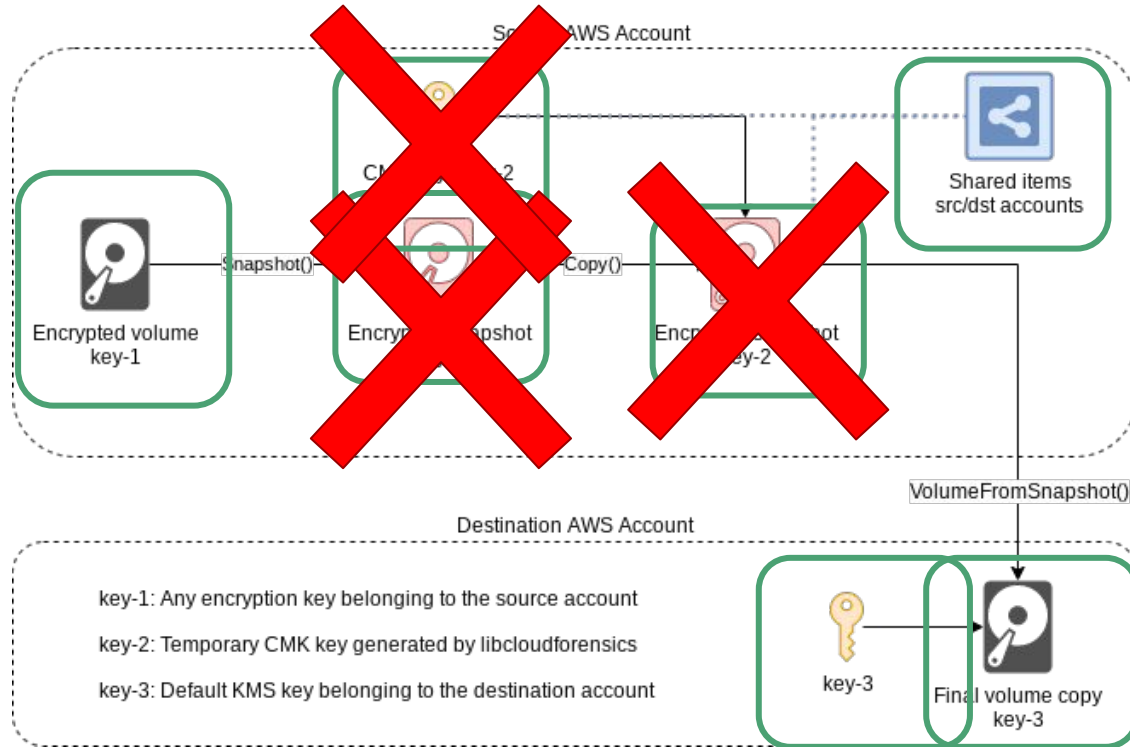 AWS Account
Shared items
src/dst accounts
Snapshot()
Copy()
Encrypted volume
key-1
VolumeFromSnapshot()
Destination AWS Account
key-1: Any encryption key belonging to the source account
key-2: Temporary CMK key generated by libcloudforensics
key-3: Default KMS key belonging to the destination account
key-3
Final volume copy
key-3